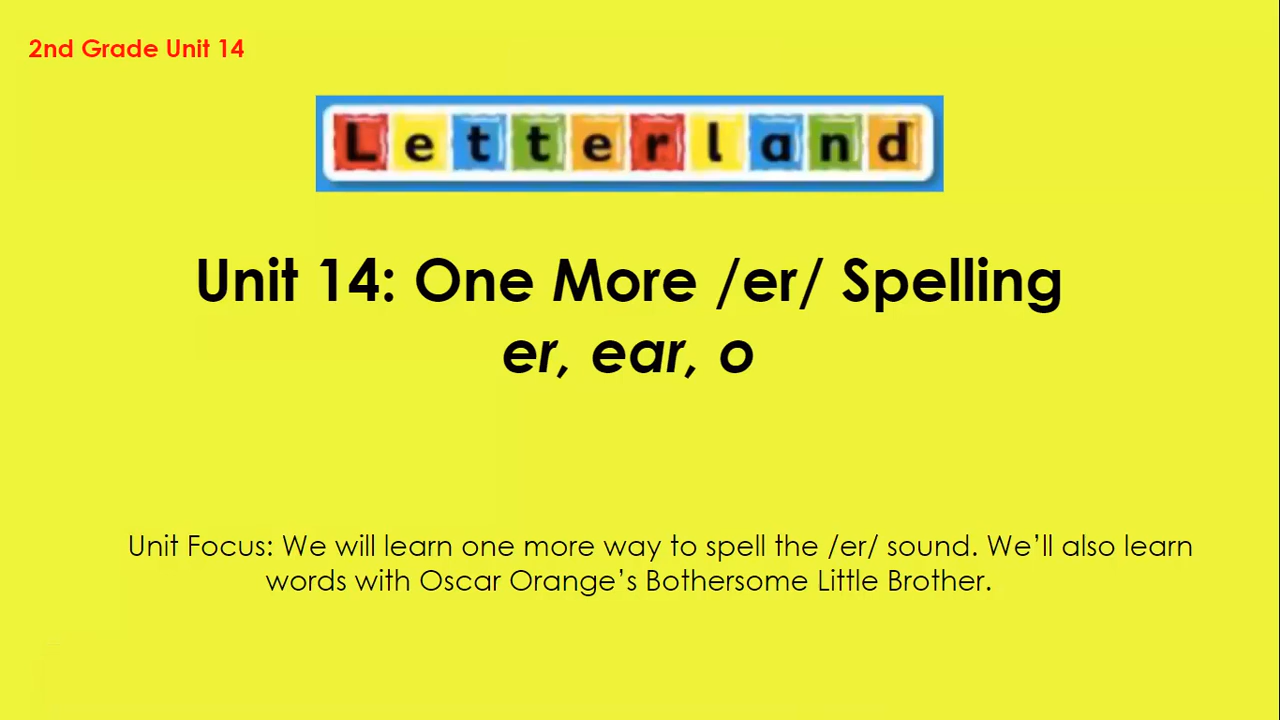 2nd Grade Unit 14
Letterland
Unit 14: One More /er/ Spelling
er, ear, o
Unit Focus: We will learn one more way to spell the /er/ sound. We’ll also learn
words with Oscar Orange’s Bothersome Little Brother.